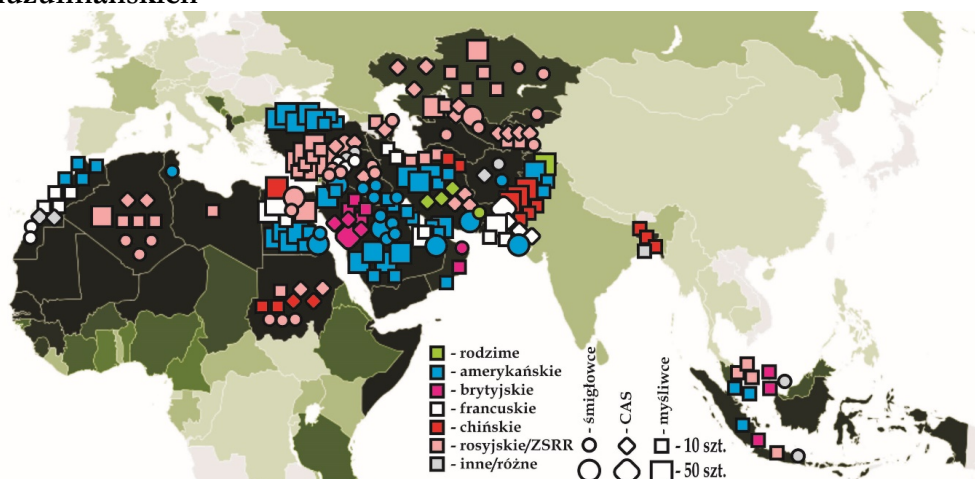 - rodzime
- amerykańskie
- brytyjskie
- francuskie
- chińskie
- rosyjskie/ZSRR
- inne/różne
- śmigłowce
- CAS
- myśliwce
- 10 szt.
- 50 szt.